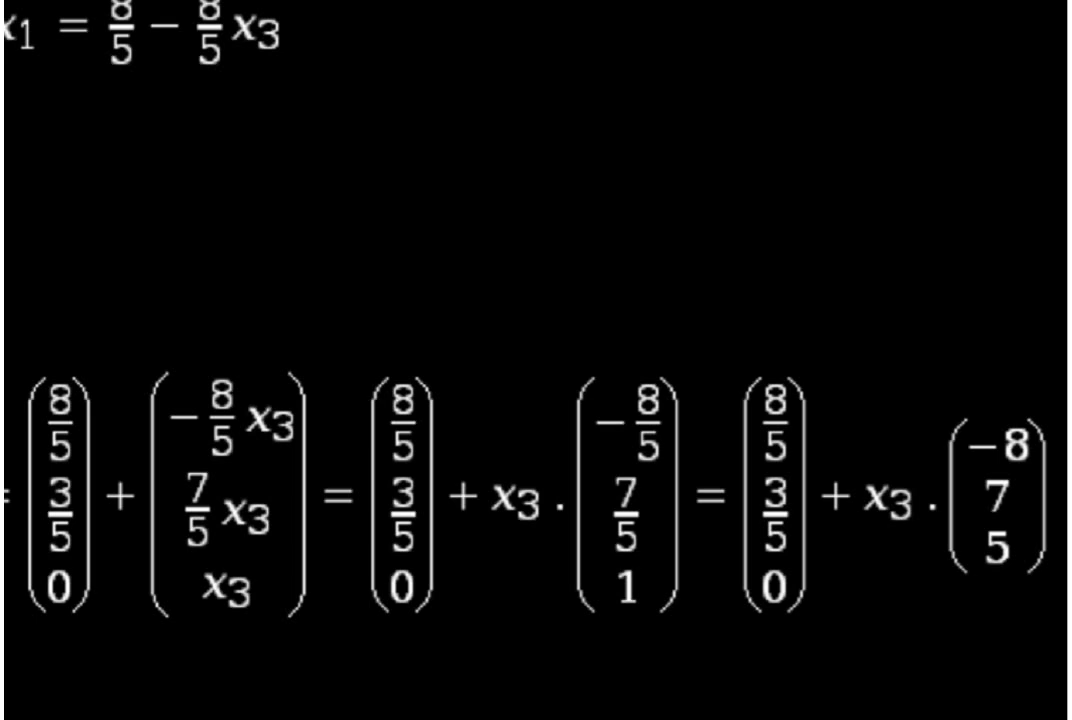 x₁ = 8/5 − 8/5 x₃
= (8/5 3/5 0) + (−8/5 x₃ 7/5 x₃ x₃) = (8/5 3/5 0) + x₃ . (−8/5 7/5 1) = (8/5 3/5 0) + x₃ . (−8 7 5)